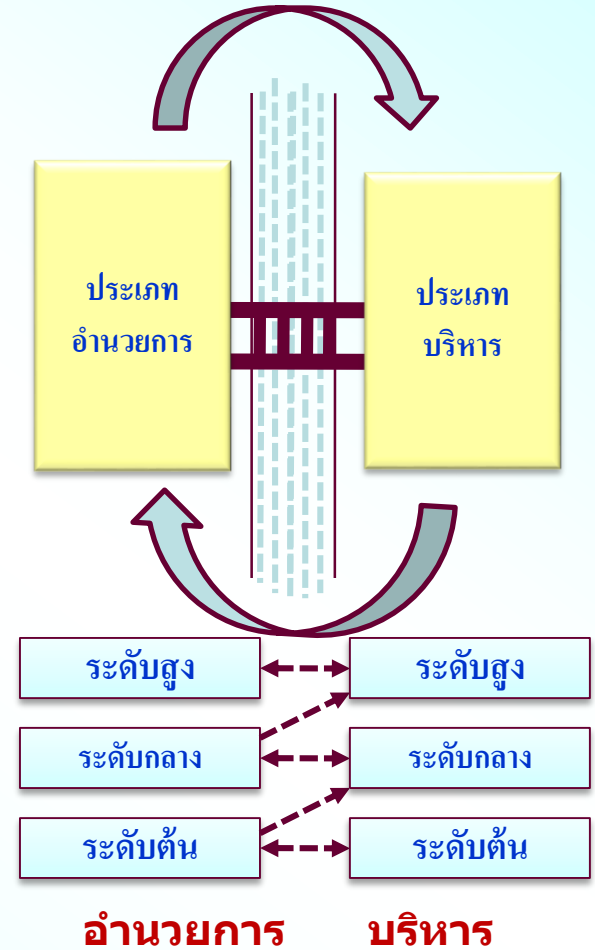 ประเภท
อำนวยการ
ประเภท
บริหาร
ระดับสูง
ระดับสูง
ระดับกลาง
ระดับกลาง
ระดับต้น
ระดับต้น
อำนวยการ
บริหาร